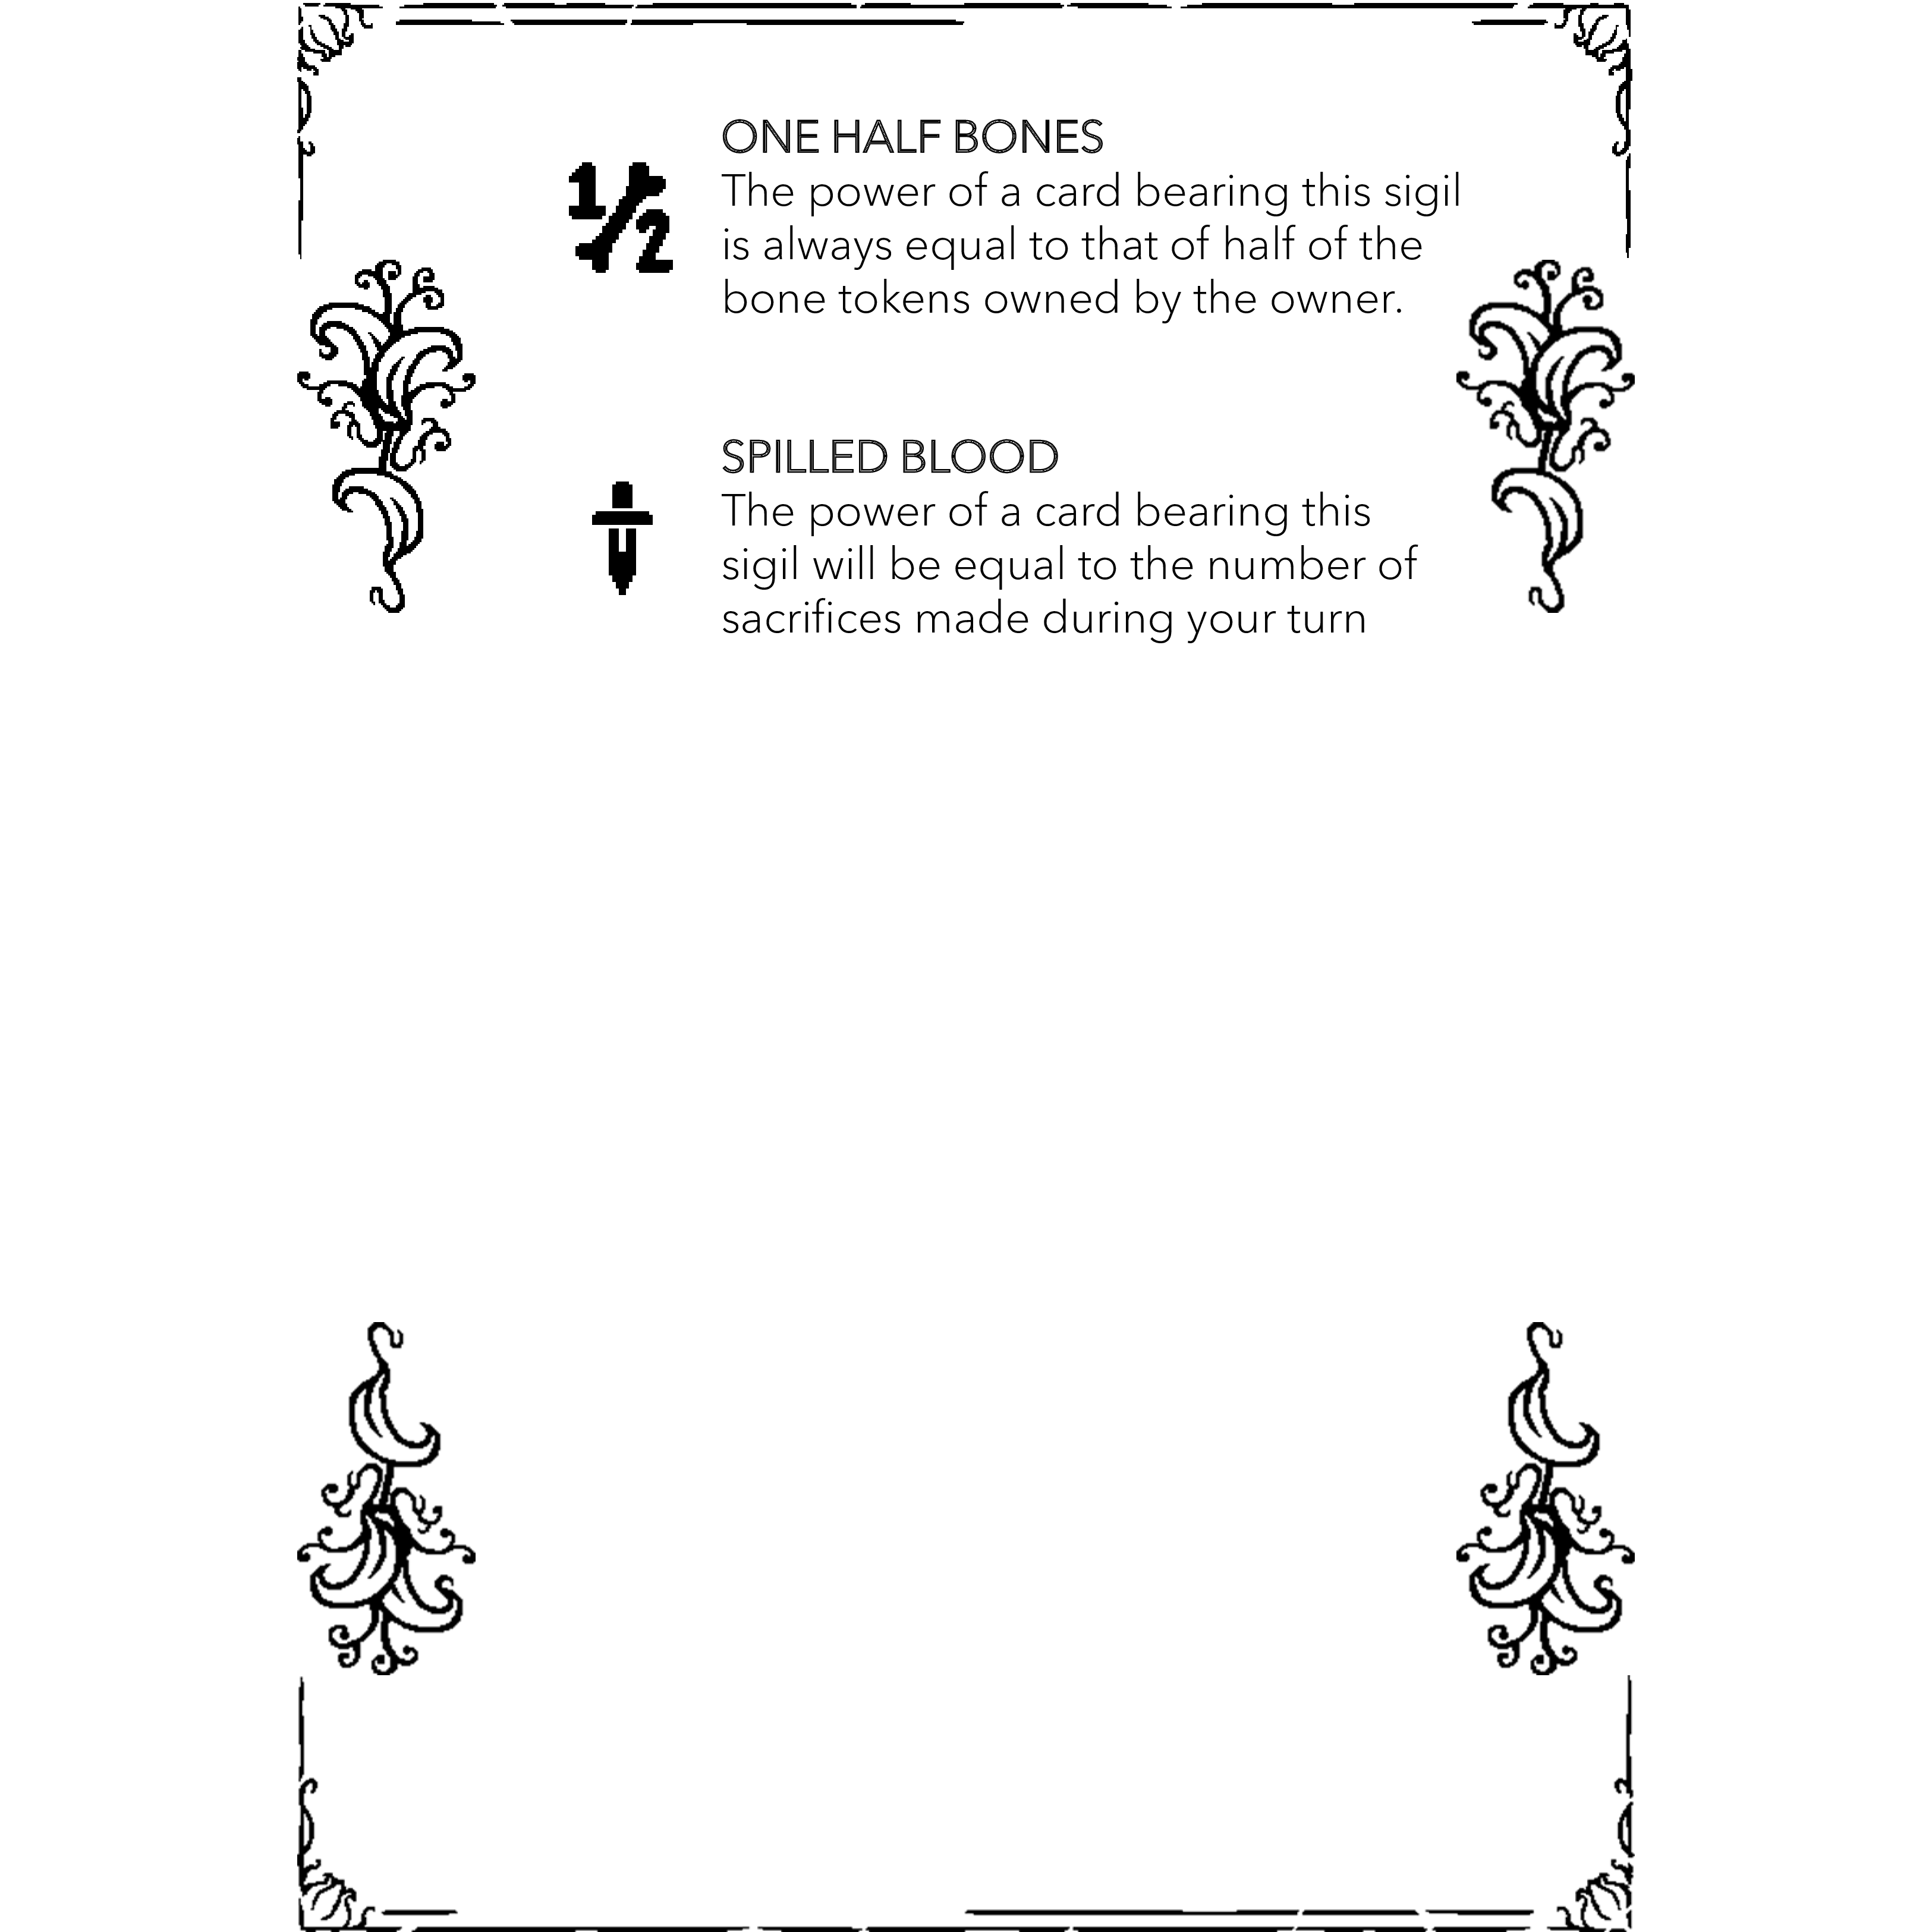 ONE HALF BONES
1/2
The power of a card bearing this sigil
is always equal to that of half of the
bone tokens owned by the owner.
SPILLED BLOOD
The power of a card bearing this
sigil will be equal to the number of
sacrifices made during your turn